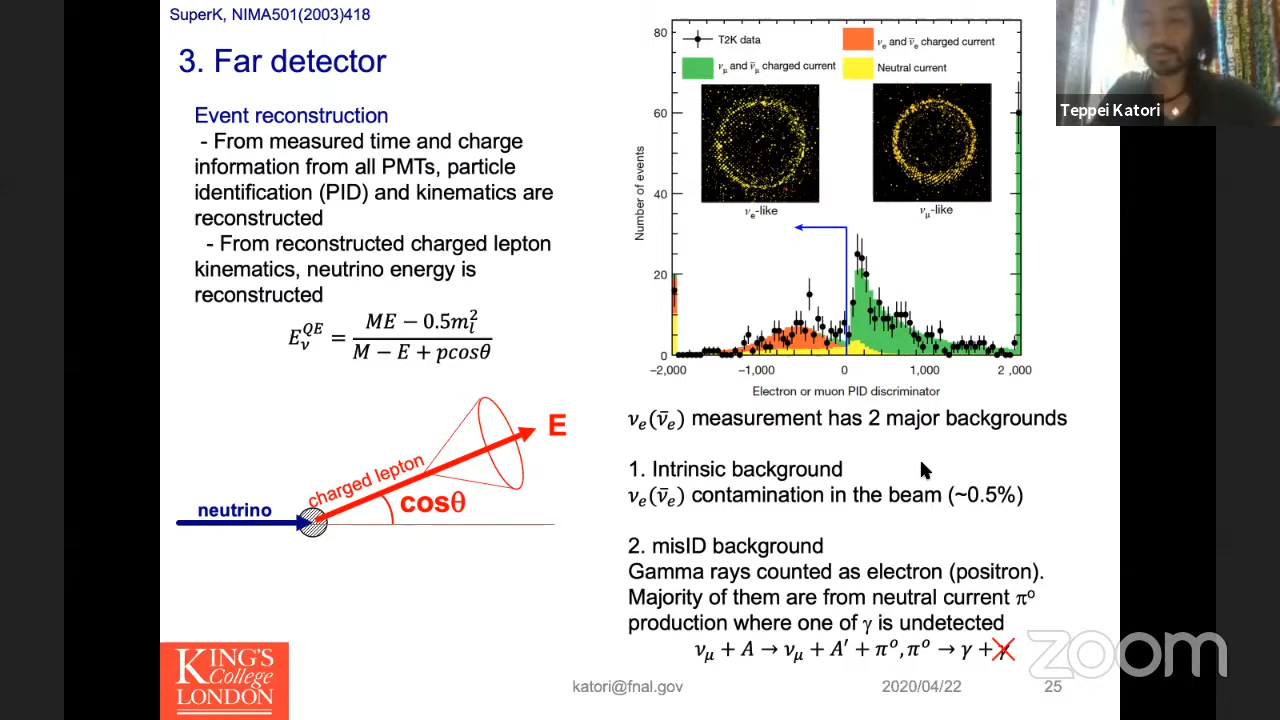 SuperK, NIMA501(2003)418
3. Far detector
Event reconstruction
- From measured time and charge
information from all PMTs, particle
identification (PID) and kinematics are
reconstructed
- From reconstructed charged lepton
kinematics, neutrino energy is
reconstructed
E_ν^{QE} = (ME − 0.5m_l^2) / (M − E + pcosθ)
charged lepton
E
cosθ
neutrino
KING'S
College
LONDON
80
60
40
20
0
Number of events
T2K data
ν_e and ν̄_e charged current
ν_μ and ν̄_μ charged current
Neutral current
ν_e-like
ν_μ-like
−2,000
−1,000
0
1,000
2 ,000
Electron or muon PID discriminator
ν_e(ν̄_e) measurement has 2 major backgrounds
1. Intrinsic background
ν_e(ν̄_e) contamination in the beam (~0.5%)
2. misID background
Gamma rays counted as electron (positron).
Majority of them are from neutral current π^o
production where one of γ is undetected
ν_μ + A → ν_μ + A′ + π^o, π^o → γ + γ
katori@fnal.gov
2020/04/22
25
Teppei Katori
zoom